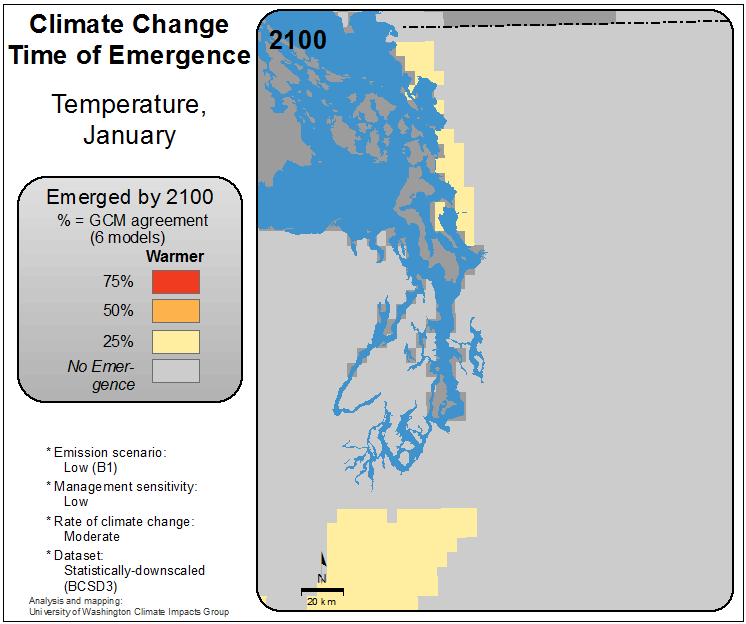 Climate Change
Time of Emergence
Temperature,
January
Emerged by 2100
% = GCM agreement
(6 models)
Warmer
75%
50%
25%
No Emer-
gence
* Emission scenario:
Low (B1)
* Management sensitivity:
Low
* Rate of climate change:
Moderate
* Dataset:
Statistically-downscaled
(BCSD3)
Analysis and mapping:
University of Washington Climate Impacts Group
2100
N
20 km